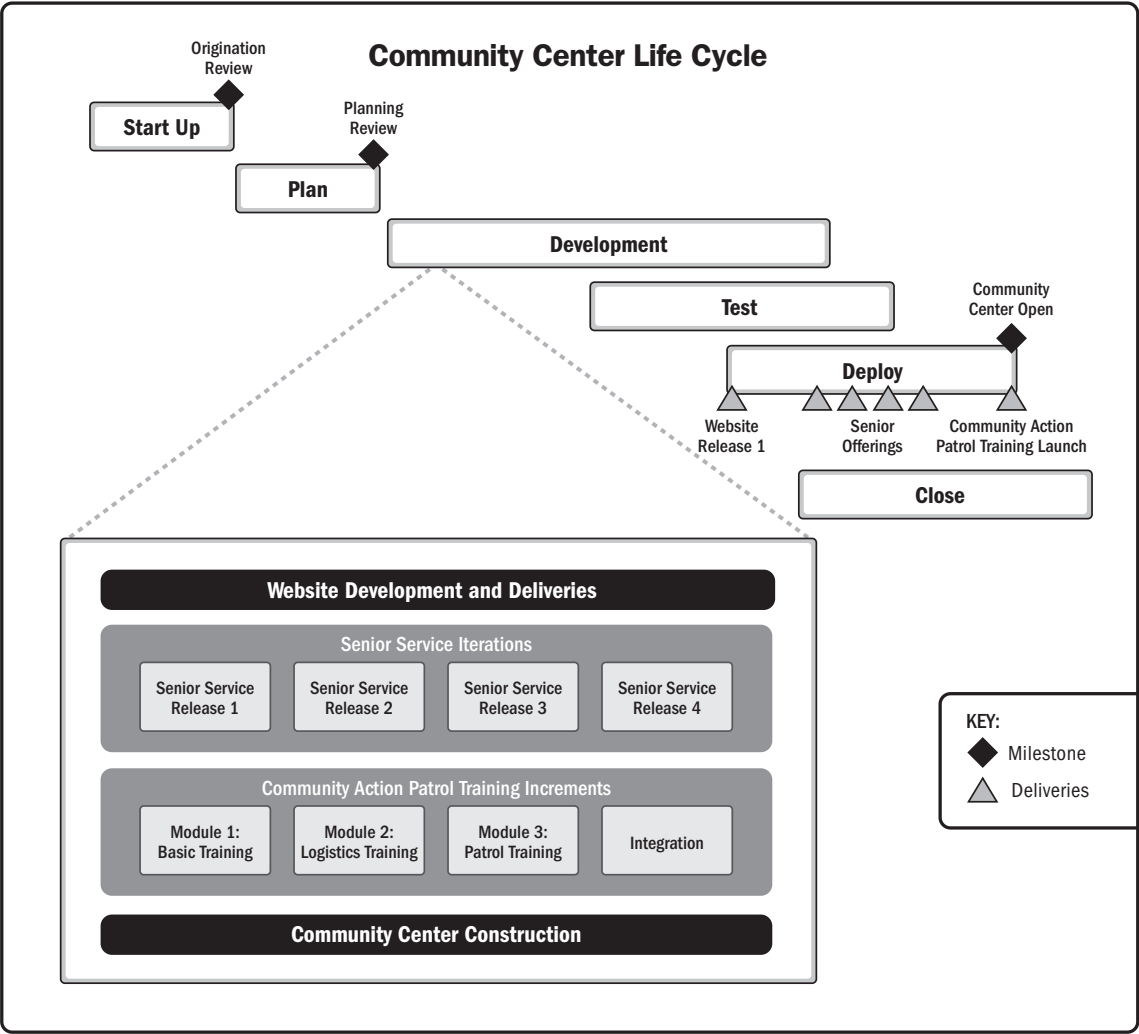 Community Center Life Cycle
Origination
Review
Start Up
Planning
Review
Plan
Development
Test
Community
Center Open
Deploy
Website
Release 1
Senior
Offerings
Community Action
Patrol Training Launch
Close
Website Development and Deliveries
Senior Service Iterations
Senior Service
Release 1
Senior Service
Release 2
Senior Service
Release 3
Senior Service
Release 4
Community Action Patrol Training Increments
Module 1:
Basic Training
Module 2:
Logistics Training
Module 3:
Patrol Training
Integration
Community Center Construction
KEY:
Milestone
Deliveries